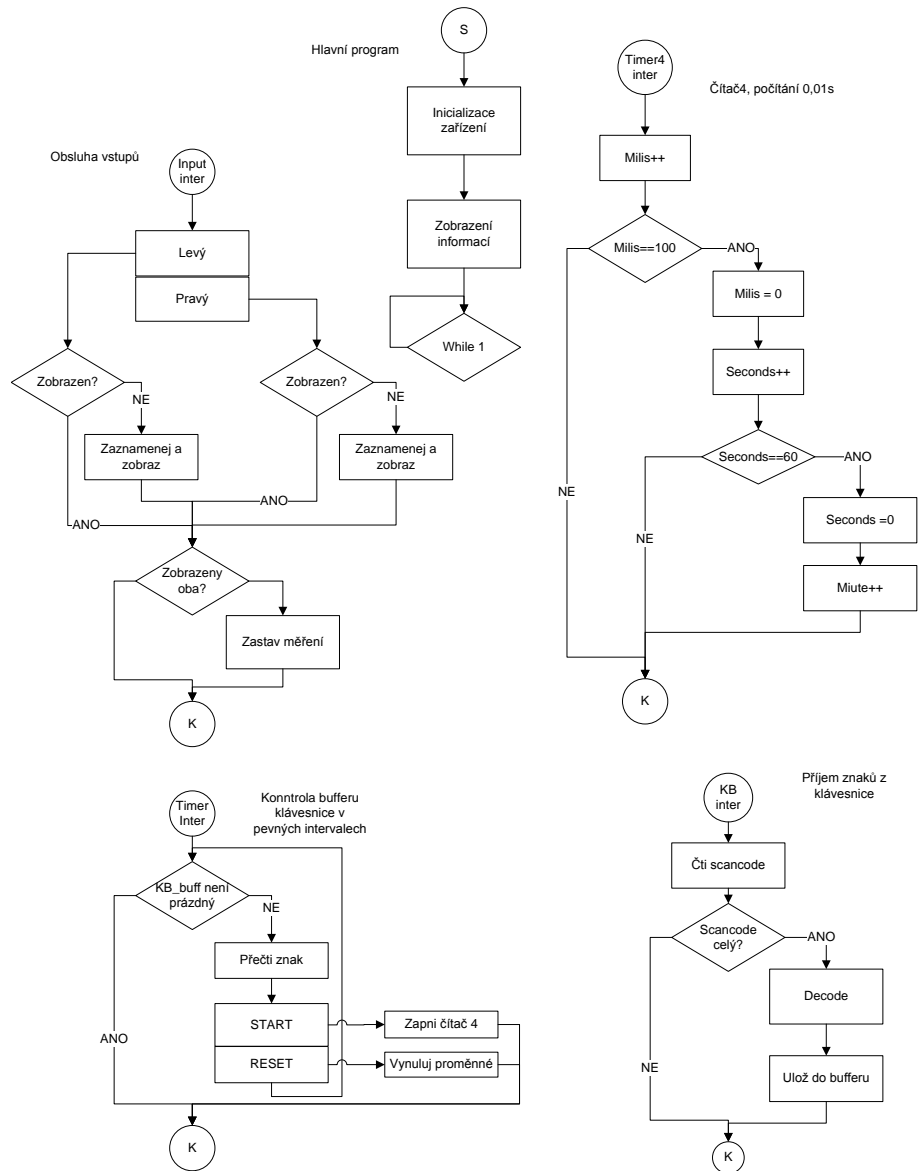 Hlavní program
S
Inicializace
zařízení
Zobrazení
informací
While 1
Obsluha vstupů
Input
inter
Levý
Pravý
Zobrazen?
NE
Zaznamenej a
zobraz
ANO
Zobrazen?
NE
Zaznamenej a
zobraz
ANO
Zobrazeny
oba?
Zastav měření
K
Timer4
inter
Čítač4, počítání 0,01s
Milis++
Milis==100
ANO
Milis = 0
Seconds++
Seconds==60
ANO
Seconds =0
Miute++
NE
NE
K
Timer
Inter
Konntrola bufferu
klávesnice v
pevných intervalech
KB_buff není
prázdný
NE
Přečti znak
START
Zapni čítač 4
RESET
Vynuluj proměnné
ANO
K
KB
inter
Příjem znaků z
klávesnice
Čti scancode
Scancode
celý?
ANO
Decode
Ulož do bufferu
NE
K